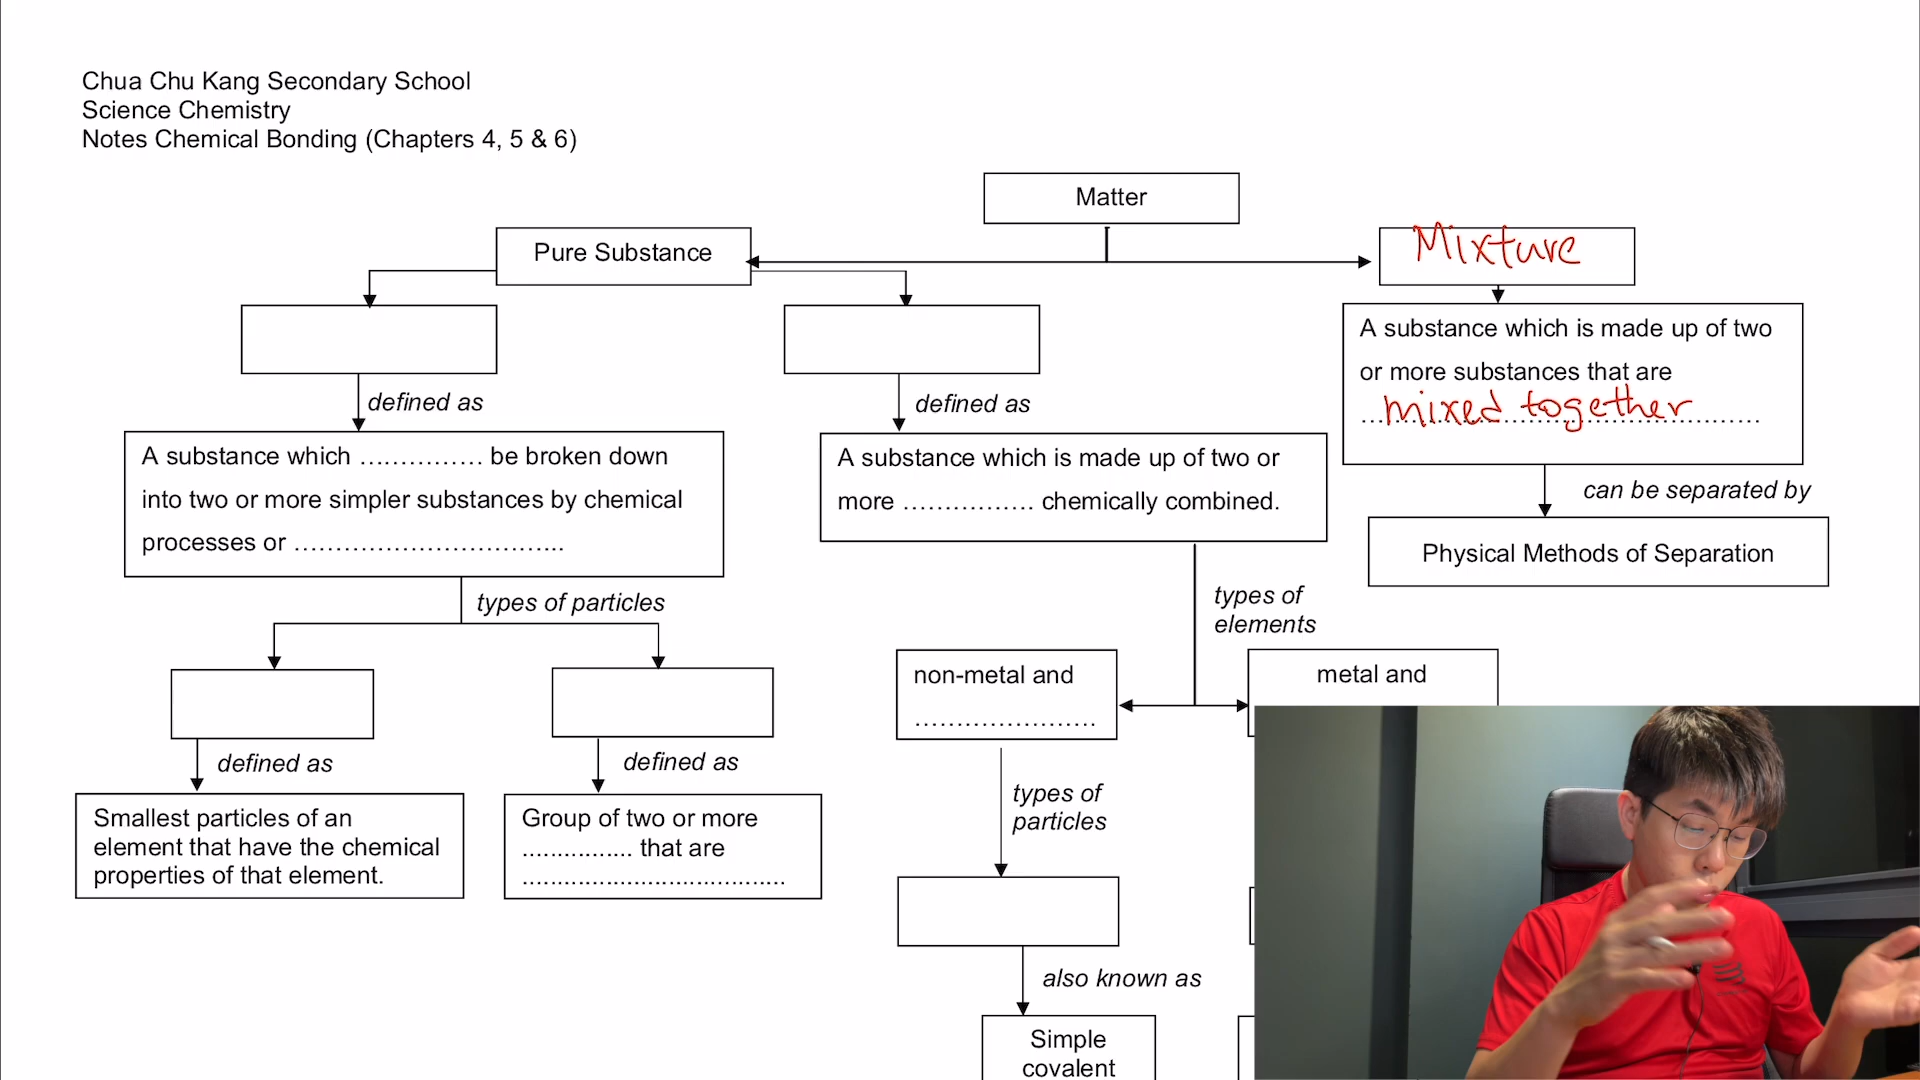 Chua Chu Kang Secondary School
Science Chemistry
Notes Chemical Bonding (Chapters 4, 5 & 6)
Matter
Pure Substance
Mixture
A substance which is made up of two
or more substances that are
mixed together
defined as
defined as
A substance which …………… be broken down
into two or more simpler substances by chemical
processes or …………………………..
A substance which is made up of two or
more ……………. chemically combined.
can be separated by
Physical Methods of Separation
types of particles
types of
elements
non-metal and
………………….
metal and
defined as
defined as
Smallest particles of an
element that have the chemical
properties of that element.
Group of two or more
................ that are
......................................
types of
particles
also known as
Simple
covalent